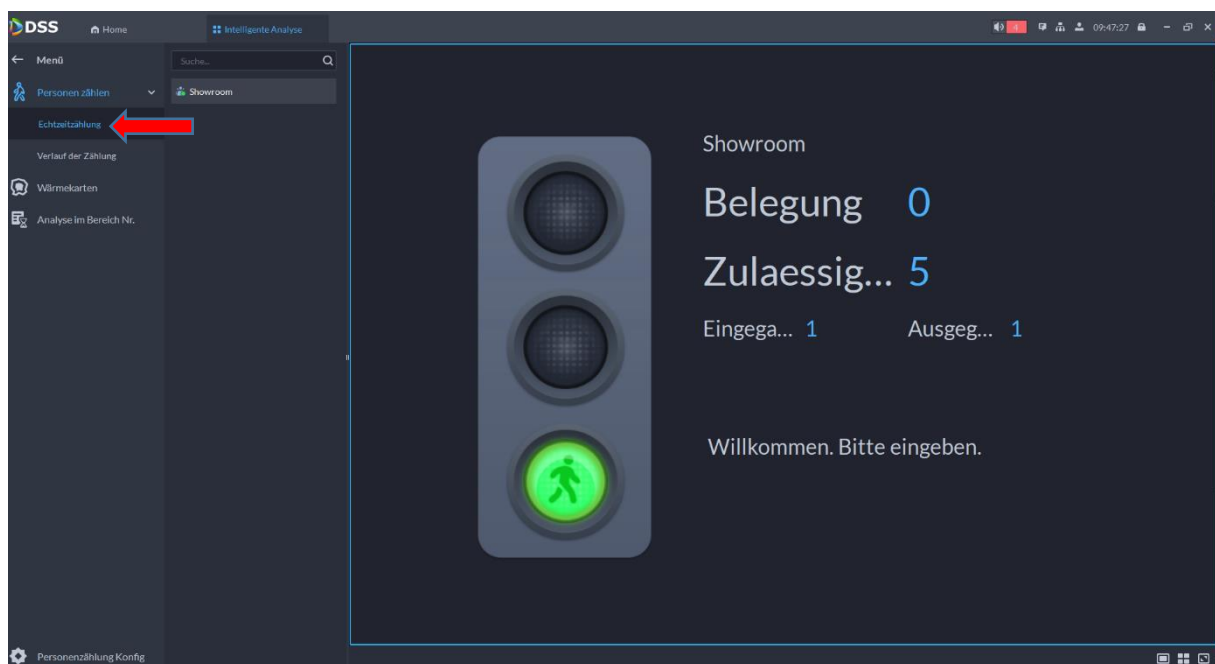 DSS Home Intelligente Analyse 4 09:47:27
Menü
Suche...
Personen zählen
Showroom
Echtzeitzählung
Verlauf der Zählung
Wärmekarten
Analyse im Bereich Nr.
Personenzählung Konfig
Showroom
Belegung 0
Zulaessig... 5
Eingega... 1 Ausgeg... 1
Willkommen. Bitte eingeben.